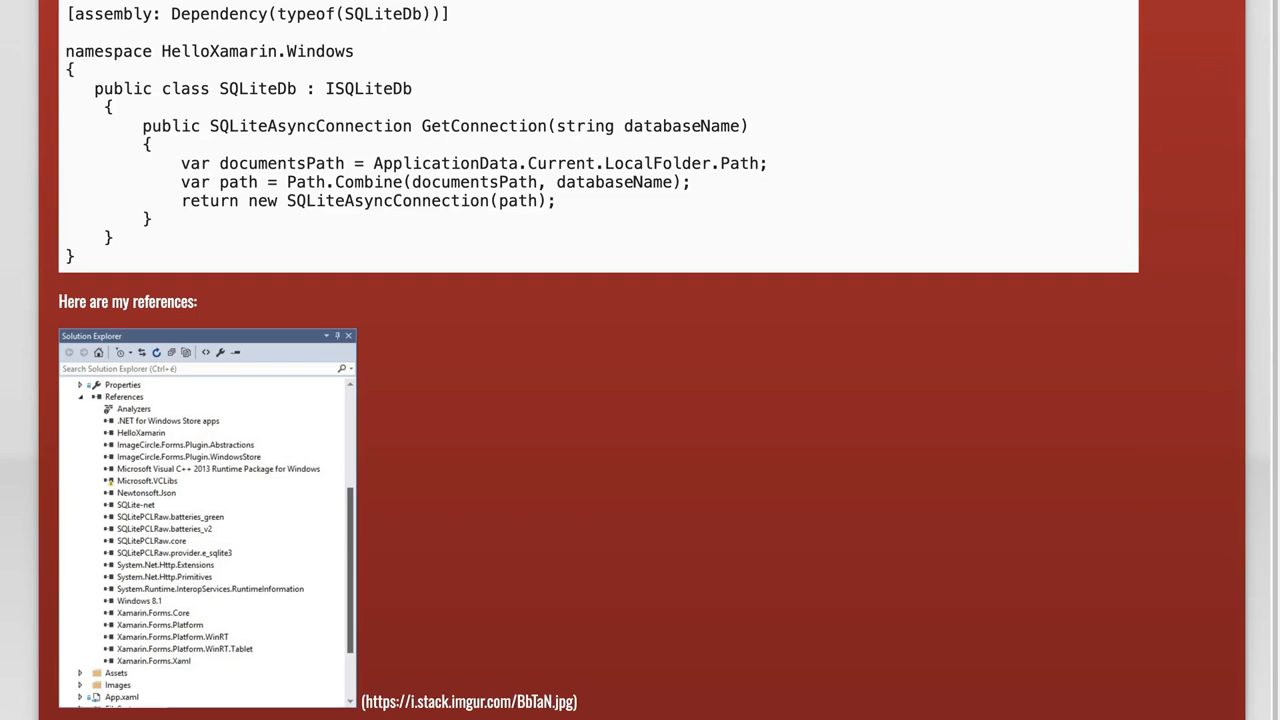 [assembly: Dependency(typeof(SQLiteDb))]
namespace HelloXamarin.Windows
{
public class SQLiteDb : ISQLiteDb
{
public SQLiteAsyncConnection GetConnection(string databaseName)
{
var documentsPath = ApplicationData.Current.LocalFolder.Path;
var path = Path.Combine(documentsPath, databaseName);
return new SQLiteAsyncConnection(path);
}
}
}
Here are my references:
Solution Explorer
Search Solution Explorer (Ctrl+é)
Properties
References
Analyzers
.NET for Windows Store apps
HelloXamarin
ImageCircle.Forms.Plugin.Abstractions
ImageCircle.Forms.Plugin.WindowsStore
Microsoft Visual C++ 2013 Runtime Package for Windows
Microsoft.VCLibs
Newtonsoft.Json
SQLite-net
SQLitePCLRaw.batteries_green
SQLitePCLRaw.batteries_v2
SQLitePCLRaw.core
SQLitePCLRaw.provider.e_sqlite3
System.Net.Http.Extensions
System.Net.Http.Primitives
System.Runtime.InteropServices.RuntimeInformation
Windows 8.1
Xamarin.Forms.Core
Xamarin.Forms.Platform
Xamarin.Forms.Platform.WinRT
Xamarin.Forms.Platform.WinRT.Tablet
Xamarin.Forms.Xaml
Assets
Images
App.xaml
(https://i.stack.imgur.com/BbTaN.jpg)